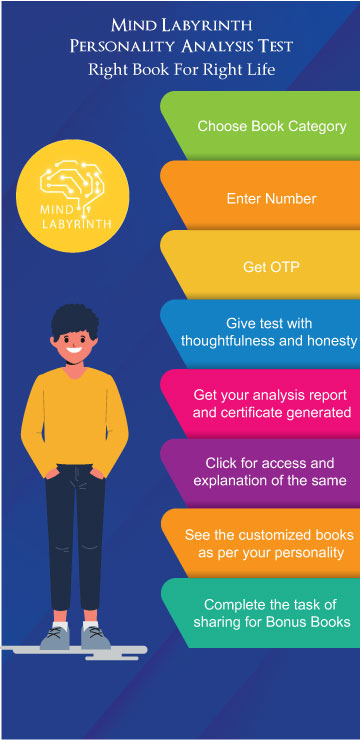 Mind Labyrinth
Personality Analysis Test
Right Book For Right Life
Choose Book Category
MIND
LABYRINTH
Enter Number
Get OTP
Give test with
thoughtfulness and honesty
Get your analysis report
and certificate generated
Click for access and
explanation of the same
See the customized books
as per your personality
Complete the task of
sharing for Bonus Books